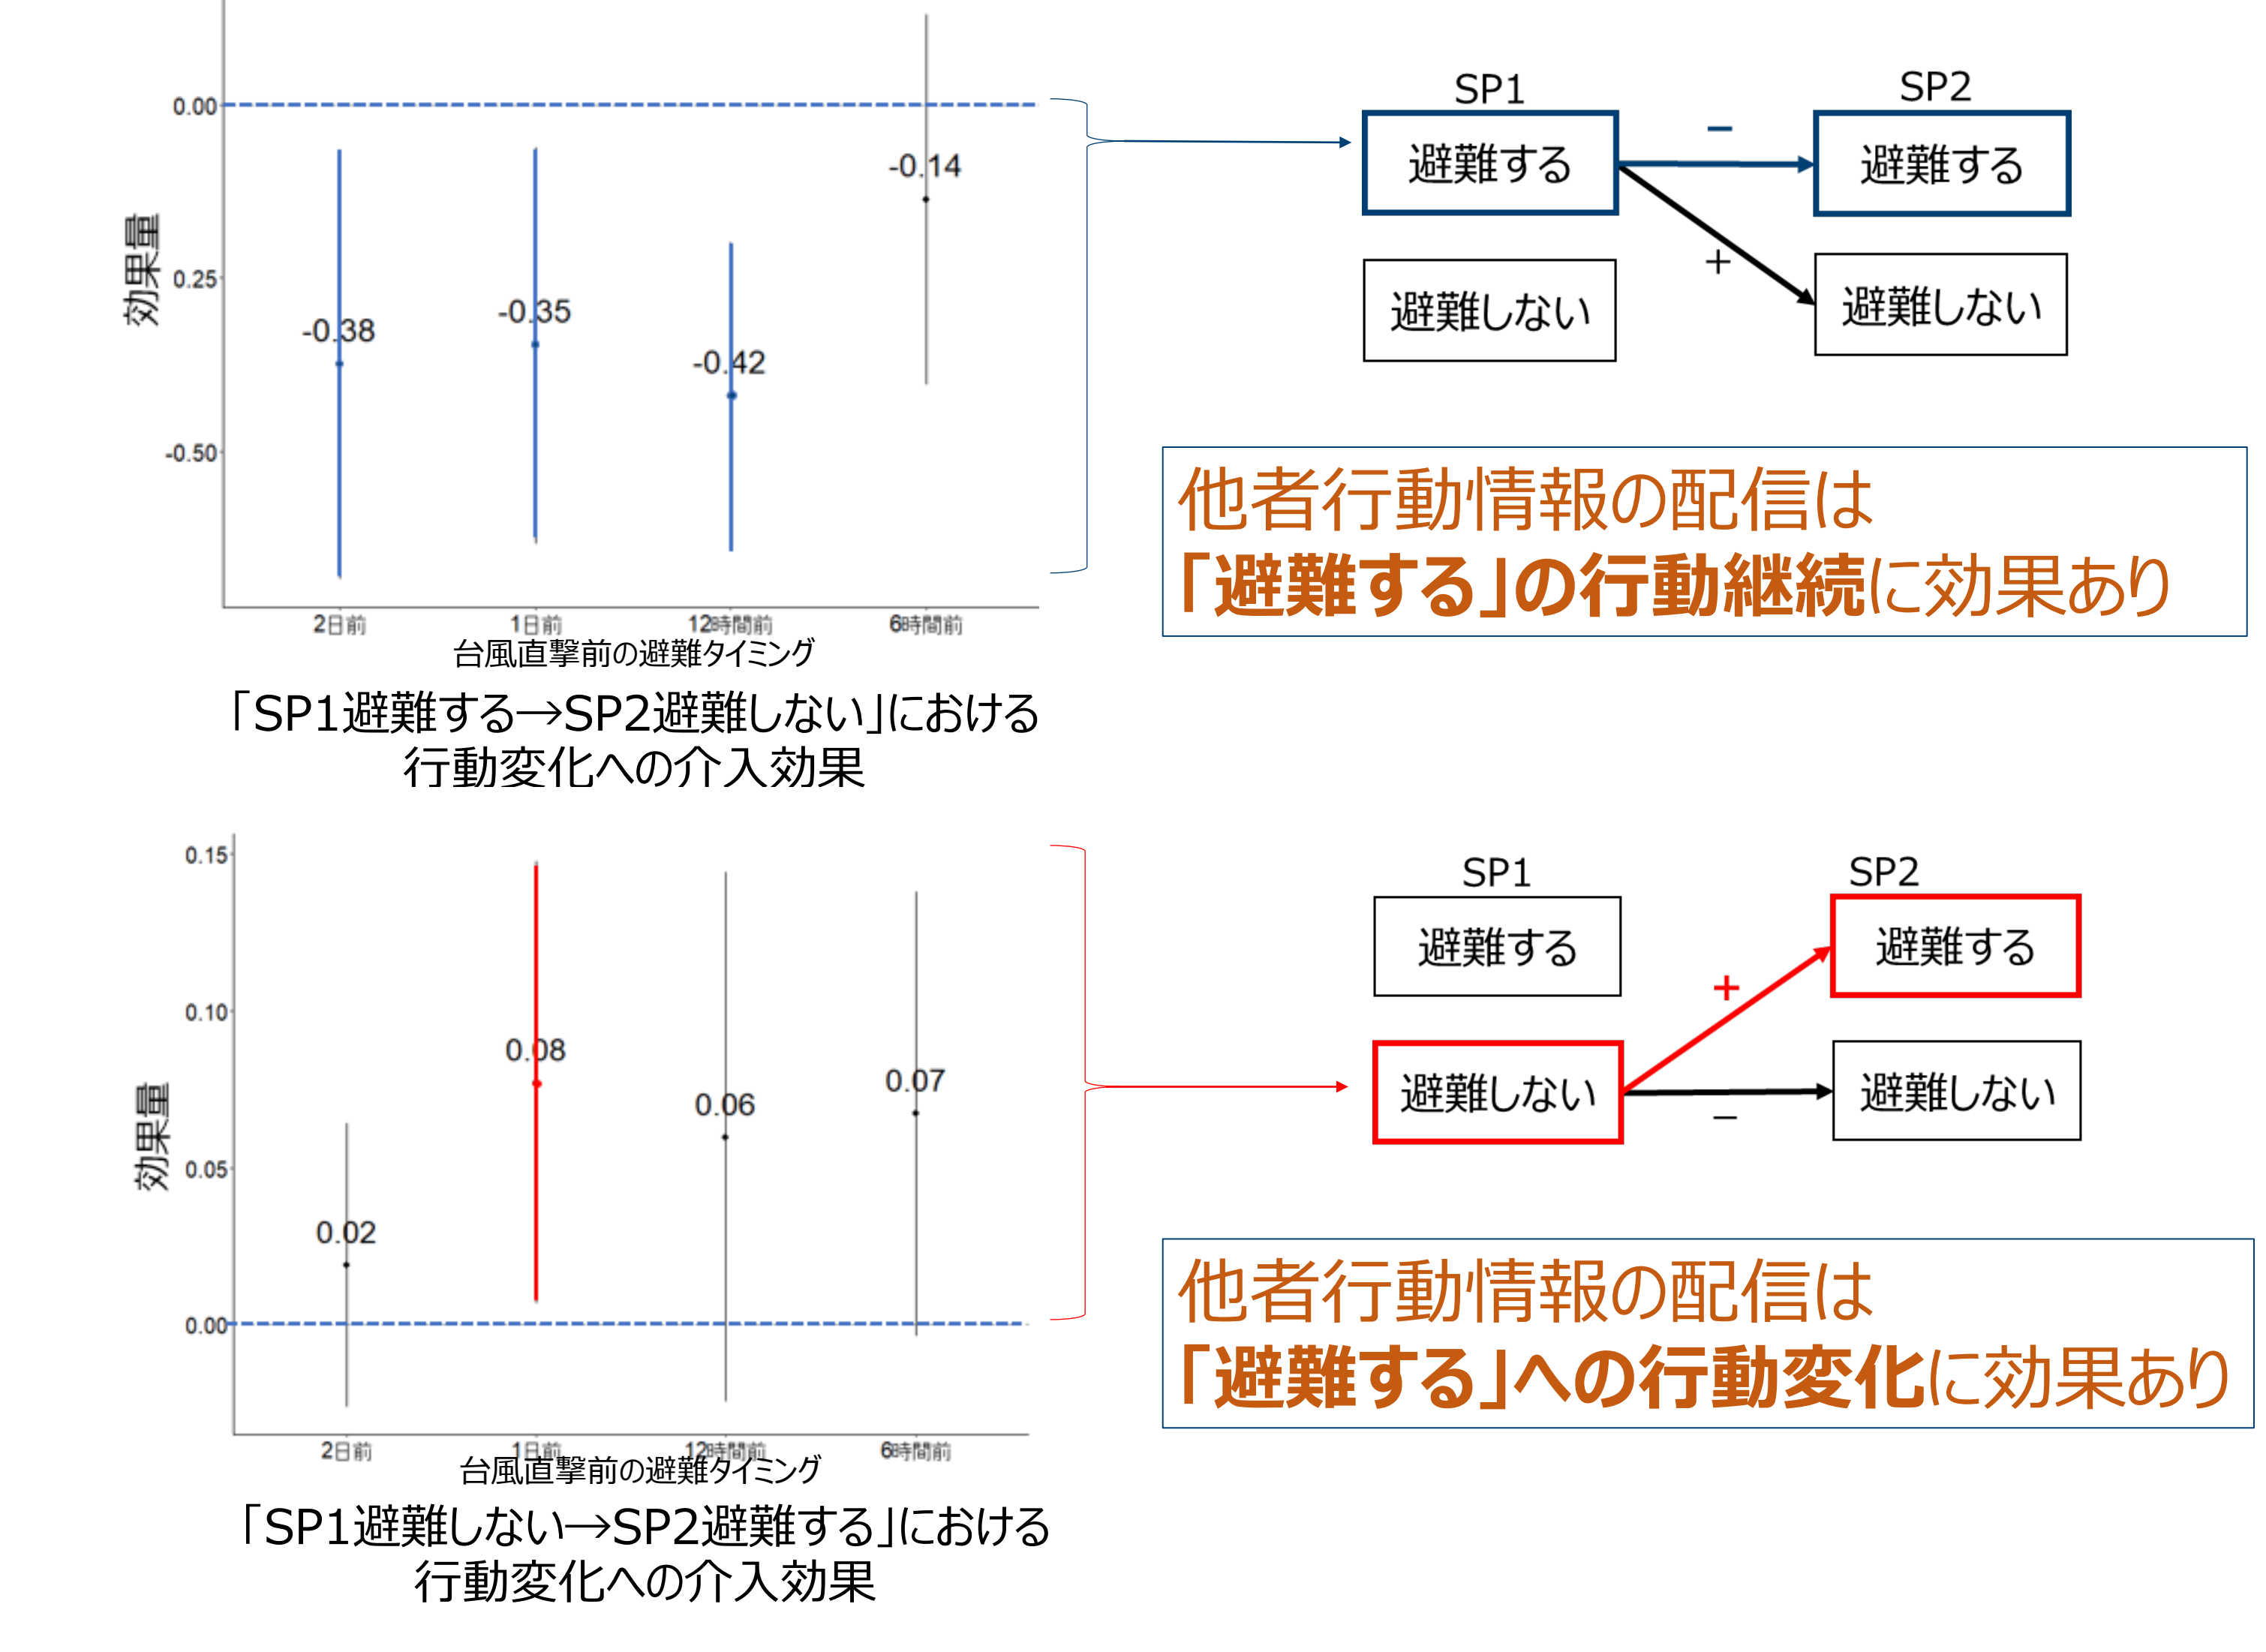 0.00
0.25
-0.50
効果量
-0.38
-0.35
-0.42
-0.14
2日前
1日前
12時間前
6時間前
台風直撃前の避難タイミング
「SP1避難する→SP2避難しない」における
行動変化への介入効果
SP1
SP2
避難する
−
避難する
避難しない
+
避難しない
他者行動情報の配信は
「避難する」の行動継続に効果あり
0.15
0.10
0.05
0.00
効果量
0.02
0.08
0.06
0.07
2日前
1日前
12時間前
6時間前
台風直撃前の避難タイミング
「SP1避難しない→SP2避難する」における
行動変化への介入効果
SP1
SP2
避難する
+
避難する
避難しない
−
避難しない
他者行動情報の配信は
「避難する」への行動変化に効果あり